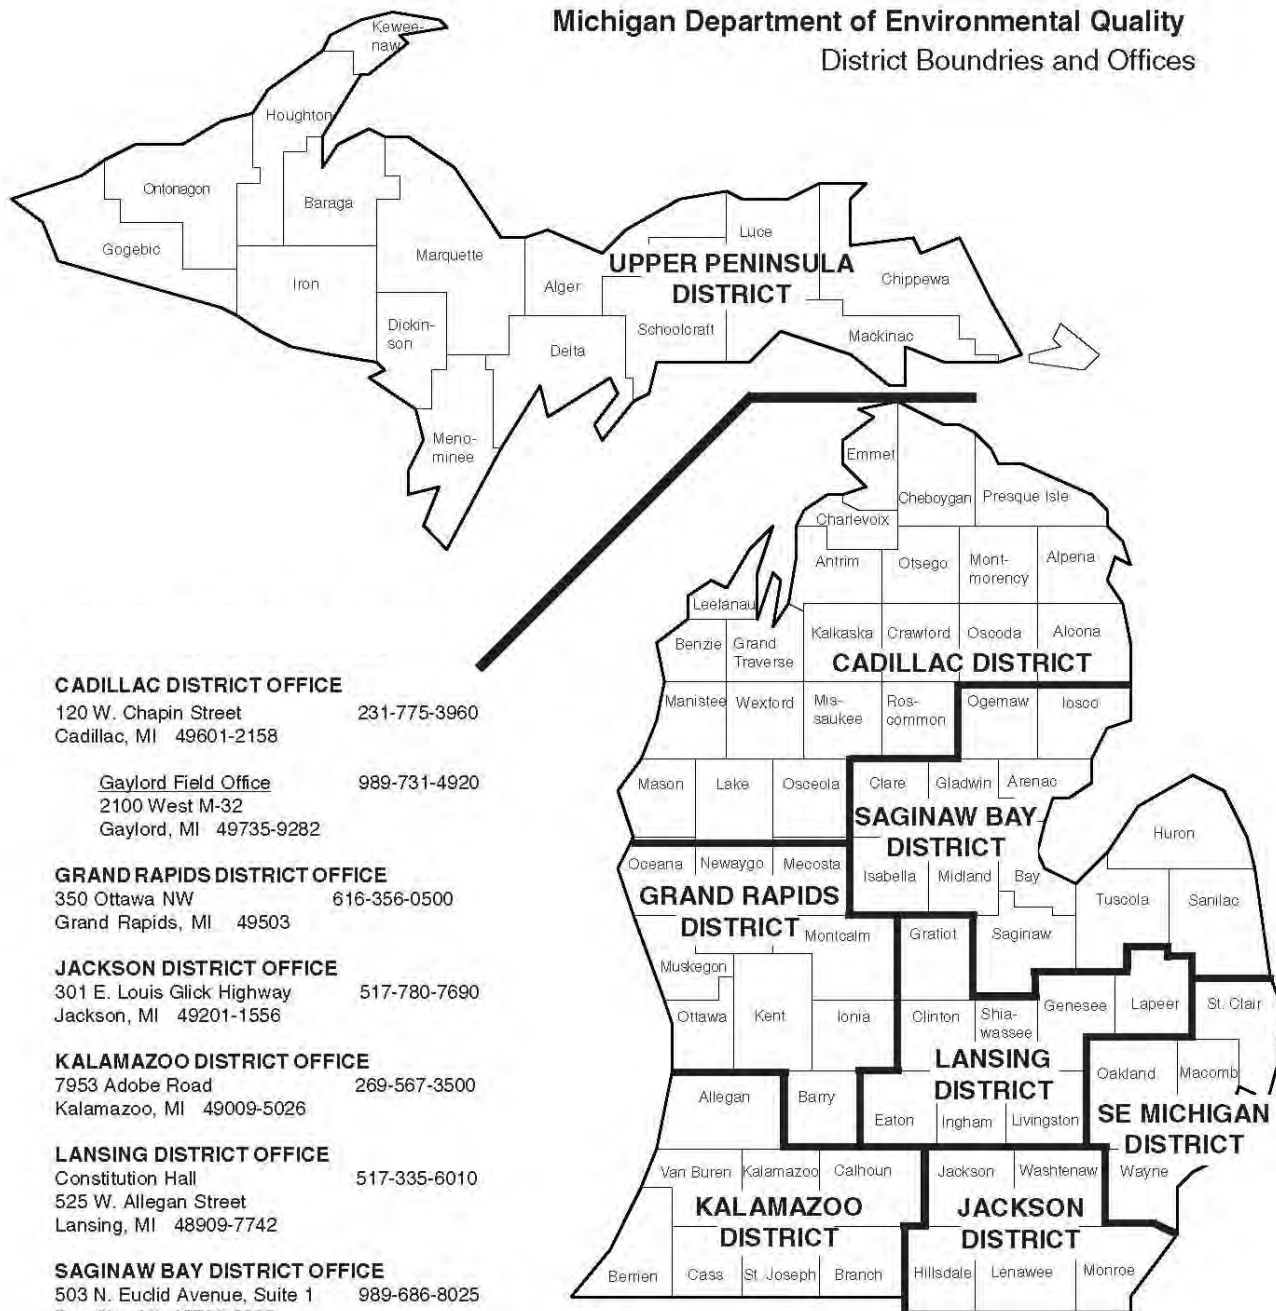 Michigan Department of Environmental Quality
District Boundries and Offices
Kewee-
naw
Houghton
Ontonagon
Baraga
Gogebic
Marquette
Luce
UPPER PENINSULA
DISTRICT
Iron
Alger
Chippewa
Dickin-
son
Schoolcraft
Mackinac
Delta
Meno-
minee
Emmet
Cheboygan
Presque Isle
Charlevoix
Antrim
Otsego
Mont-
morency
Alpena
Leelanau
Benzie
Grand
Traverse
Kalkaska
Crawford
Oscoda
Alcona
CADILLAC DISTRICT
Manistee
Wexford
Mis-
saukee
Ros-
common
Ogemaw
Iosco
Mason
Lake
Osceola
Clare
Gladwin
Arenac
SAGINAW BAY
DISTRICT
Huron
Oceana
Newaygo
Mecosta
Isabella
Midland
Bay
Tuscola
Sanilac
GRAND RAPIDS
DISTRICT
Montcalm
Gratiot
Saginaw
Muskegon
Ottawa
Kent
Ionia
Clinton
Shia-
wassee
Genesee
Lapeer
St. Clair
LANSING
DISTRICT
Allegan
Barry
Eaton
Ingham
Livingston
Oakland
Macomb
SE MICHIGAN
DISTRICT
Van Buren
Kalamazoo
Calhoun
Jackson
Washtenaw
Wayne
KALAMAZOO
DISTRICT
JACKSON
DISTRICT
Berrien
Cass
St. Joseph
Branch
Hillsdale
Lenawee
Monroe
CADILLAC DISTRICT OFFICE
120 W. Chapin Street 231-775-3960
Cadillac, MI 49601-2158
Gaylord Field Office 989-731-4920
2100 West M-32
Gaylord, MI 49735-9282
GRAND RAPIDS DISTRICT OFFICE
350 Ottawa NW 616-356-0500
Grand Rapids, MI 49503
JACKSON DISTRICT OFFICE
301 E. Louis Glick Highway 517-780-7690
Jackson, MI 49201-1556
KALAMAZOO DISTRICT OFFICE
7953 Adobe Road 269-567-3500
Kalamazoo, MI 49009-5026
LANSING DISTRICT OFFICE
Constitution Hall 517-335-6010
525 W. Allegan Street
Lansing, MI 48909-7742
SAGINAW BAY DISTRICT OFFICE
503 N. Euclid Avenue, Suite 1 989-686-8025